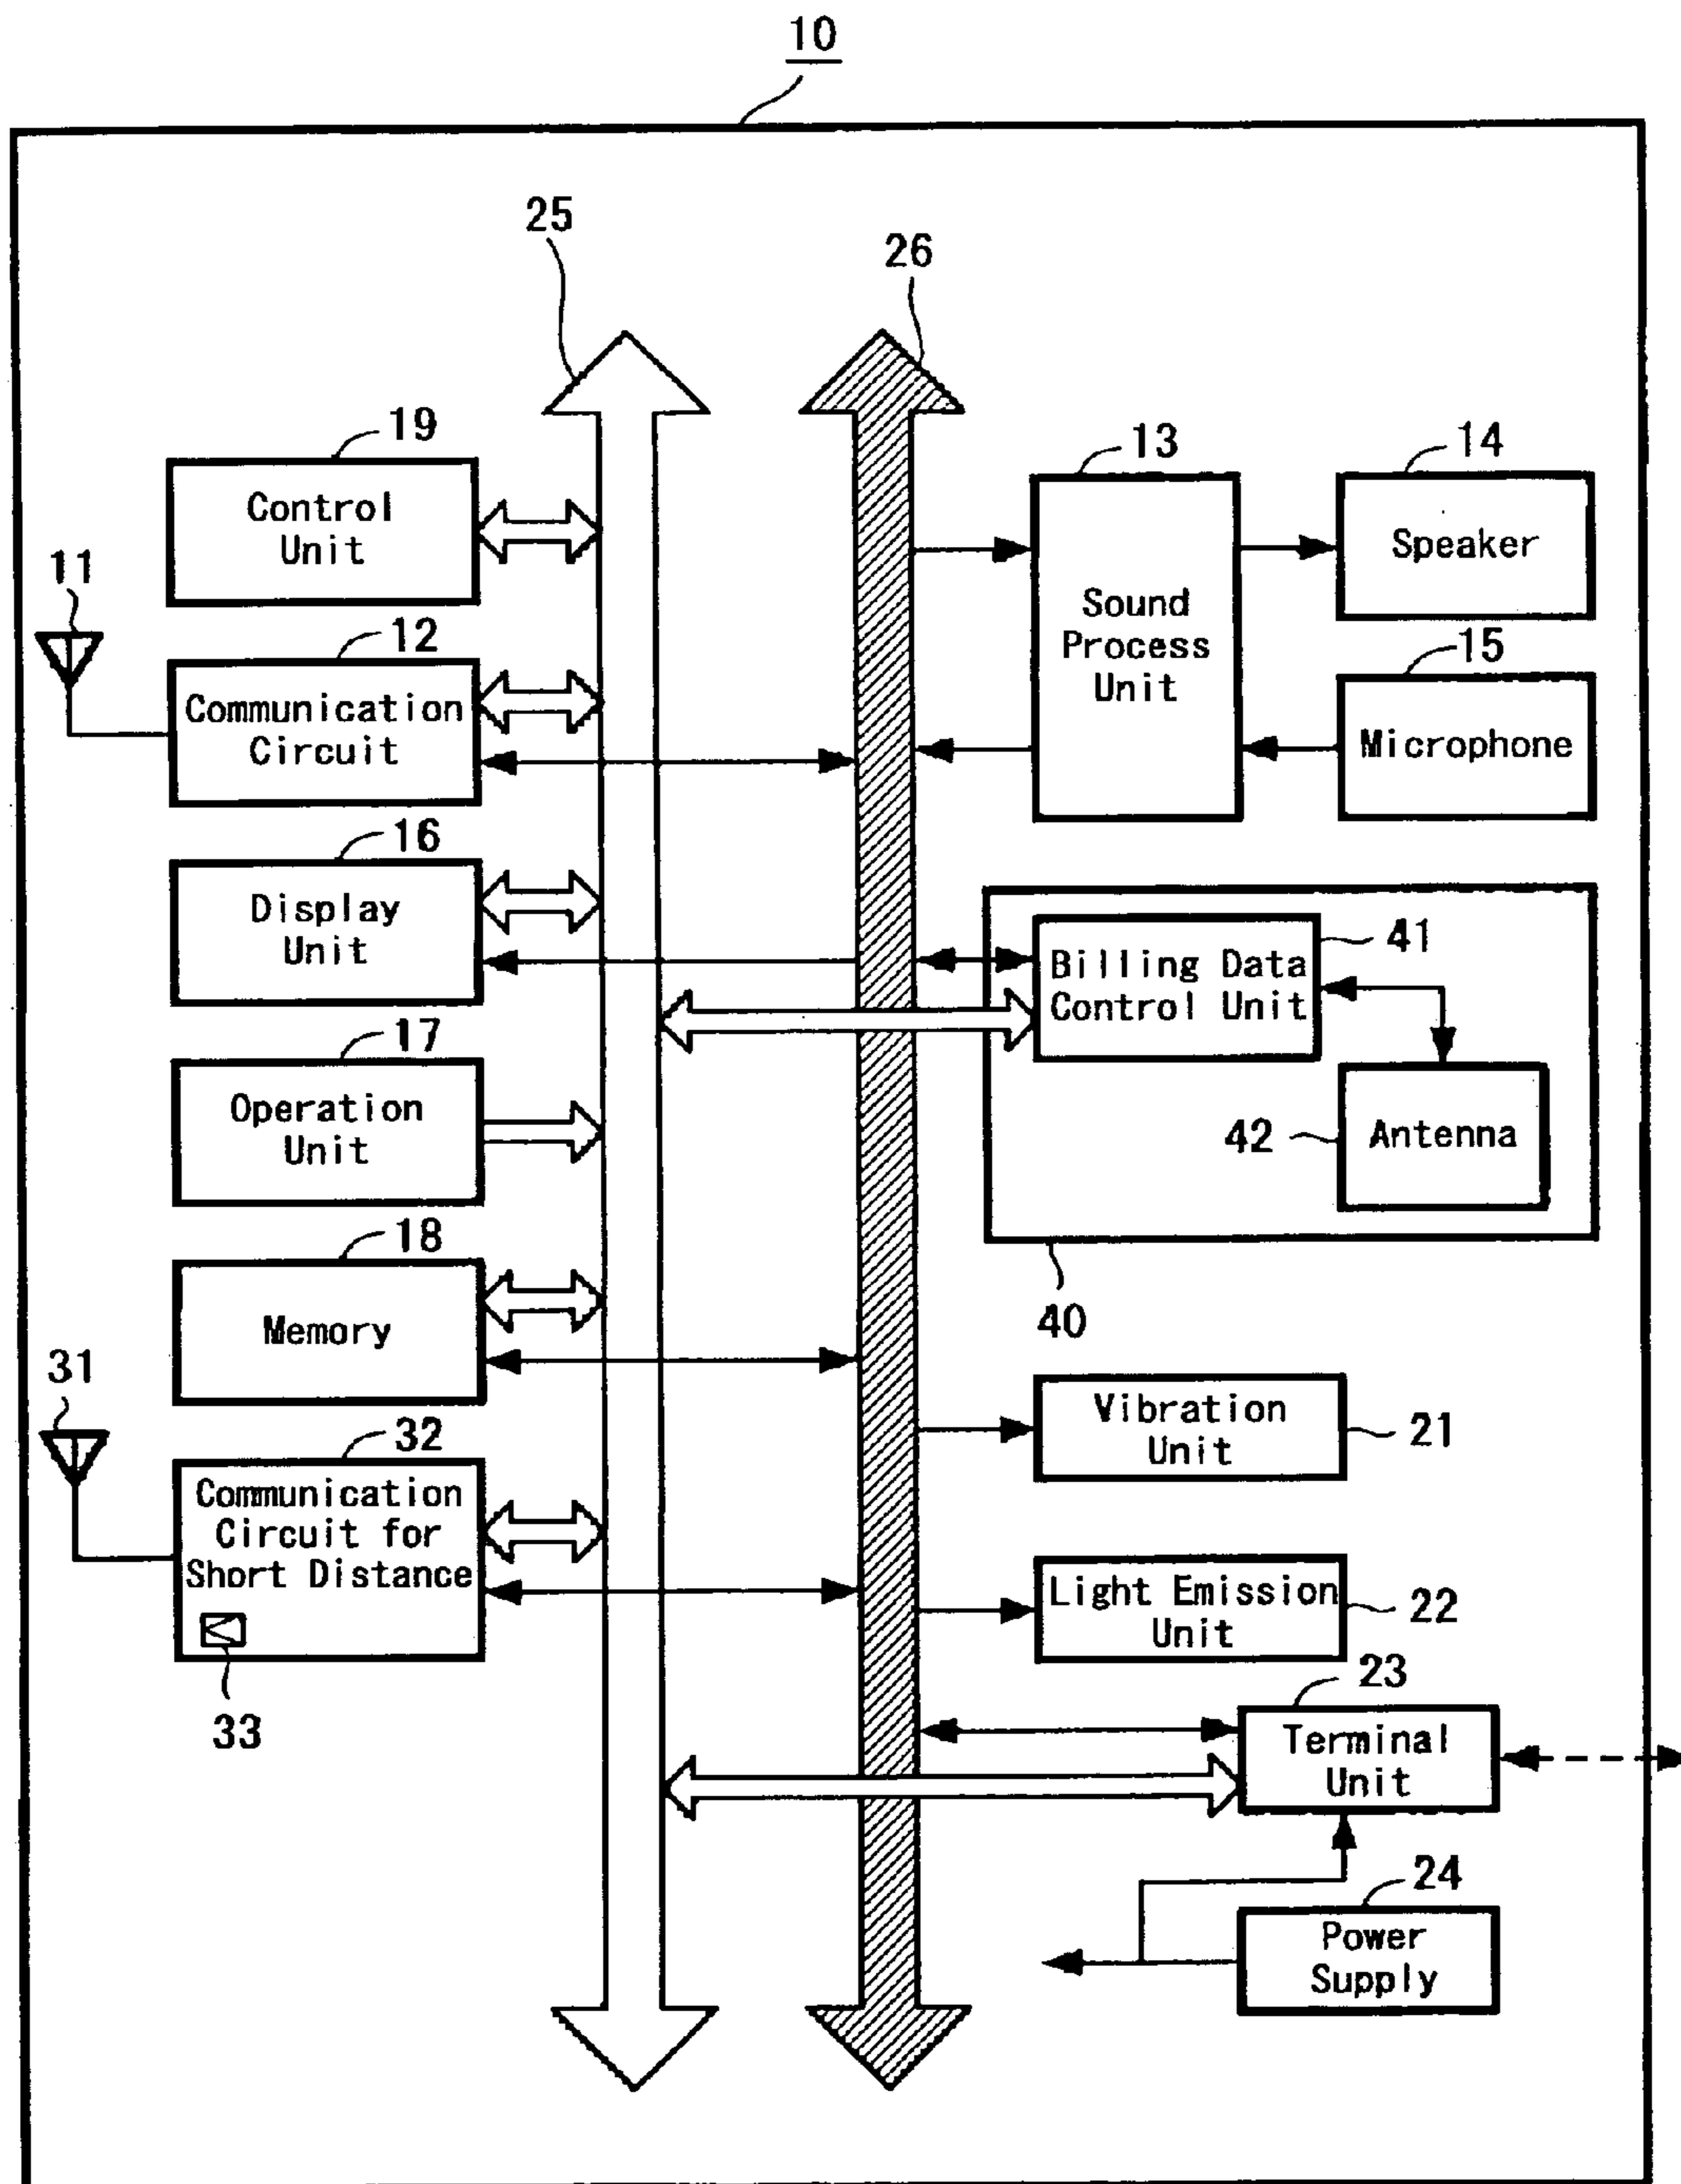 10
25
26
19
Control
Unit
11
12
Communication
Circuit
16
Display
Unit
17
Operation
Unit
18
Memory
31
32
Communication
Circuit for
Short Distance
33
13
Sound
Process
Unit
14
Speaker
15
Microphone
41
Billing Data
Control Unit
42
Antenna
40
Vibration
Unit
21
Light Emission
Unit
22
23
Terminal
Unit
24
Power
Supply